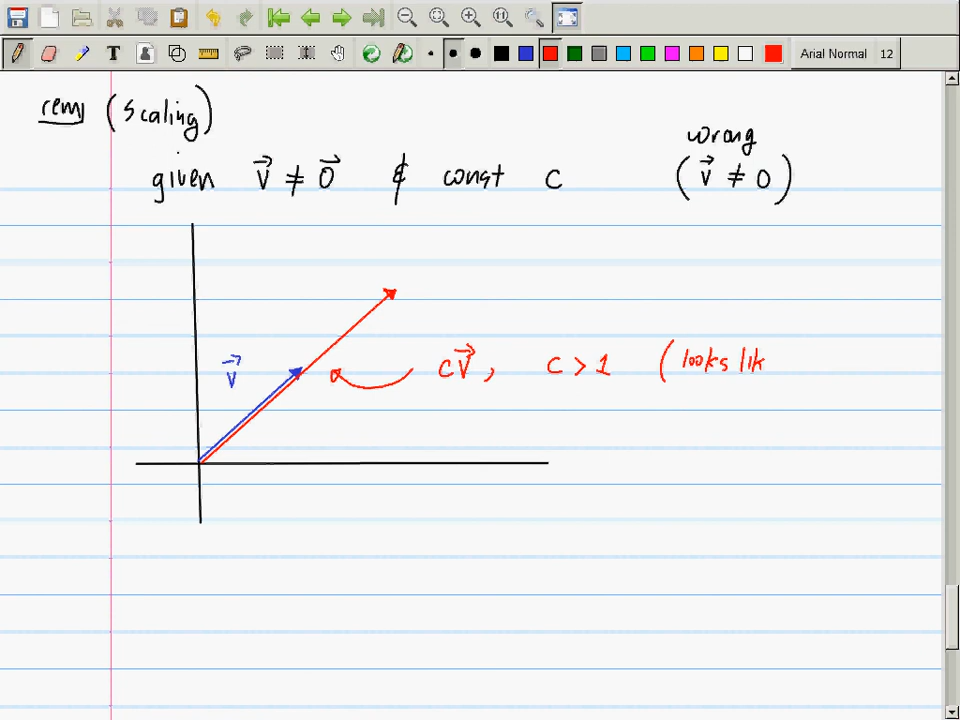 rem (scaling)
wrong
given v⃗ ≠ 0⃗ & const c (v⃗ ≠ 0)
v⃗
cv⃗, c > 1 (looks lik
T
Arial Normal 12